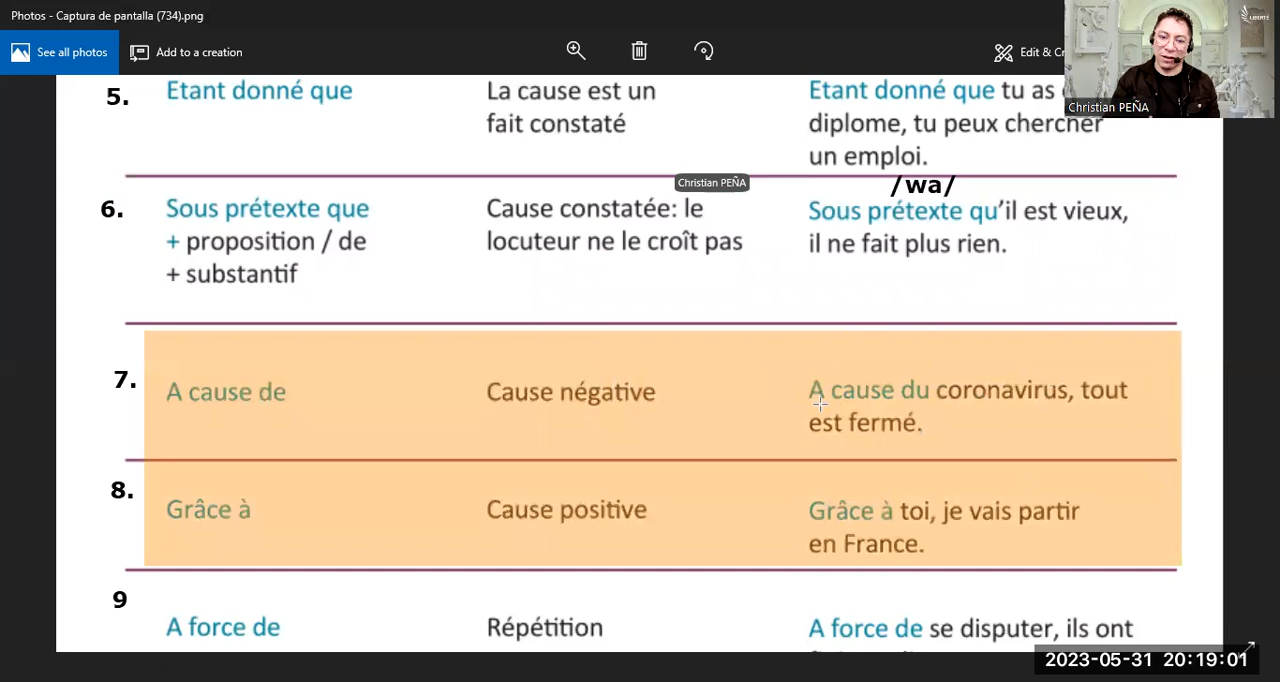 Photos - Captura de pantalla (734).png
See all photos
Add to a creation
Edit & Cr
LIBERTÉ
Christian PEÑA
5.
Etant donné que
La cause est un
fait constaté
Etant donné que tu as
diplome, tu peux chercher
un emploi.
Christian PEÑA
/wa/
6.
Sous prétexte que
+ proposition / de
+ substantif
Cause constatée: le
locuteur ne le croît pas
Sous prétexte qu'il est vieux,
il ne fait plus rien.
7.
A cause de
Cause négative
A cause du coronavirus, tout
est fermé.
8.
Grâce à
Cause positive
Grâce à toi, je vais partir
en France.
9
A force de
Répétition
A force de se disputer, ils ont
2023-05-31 20:19:01